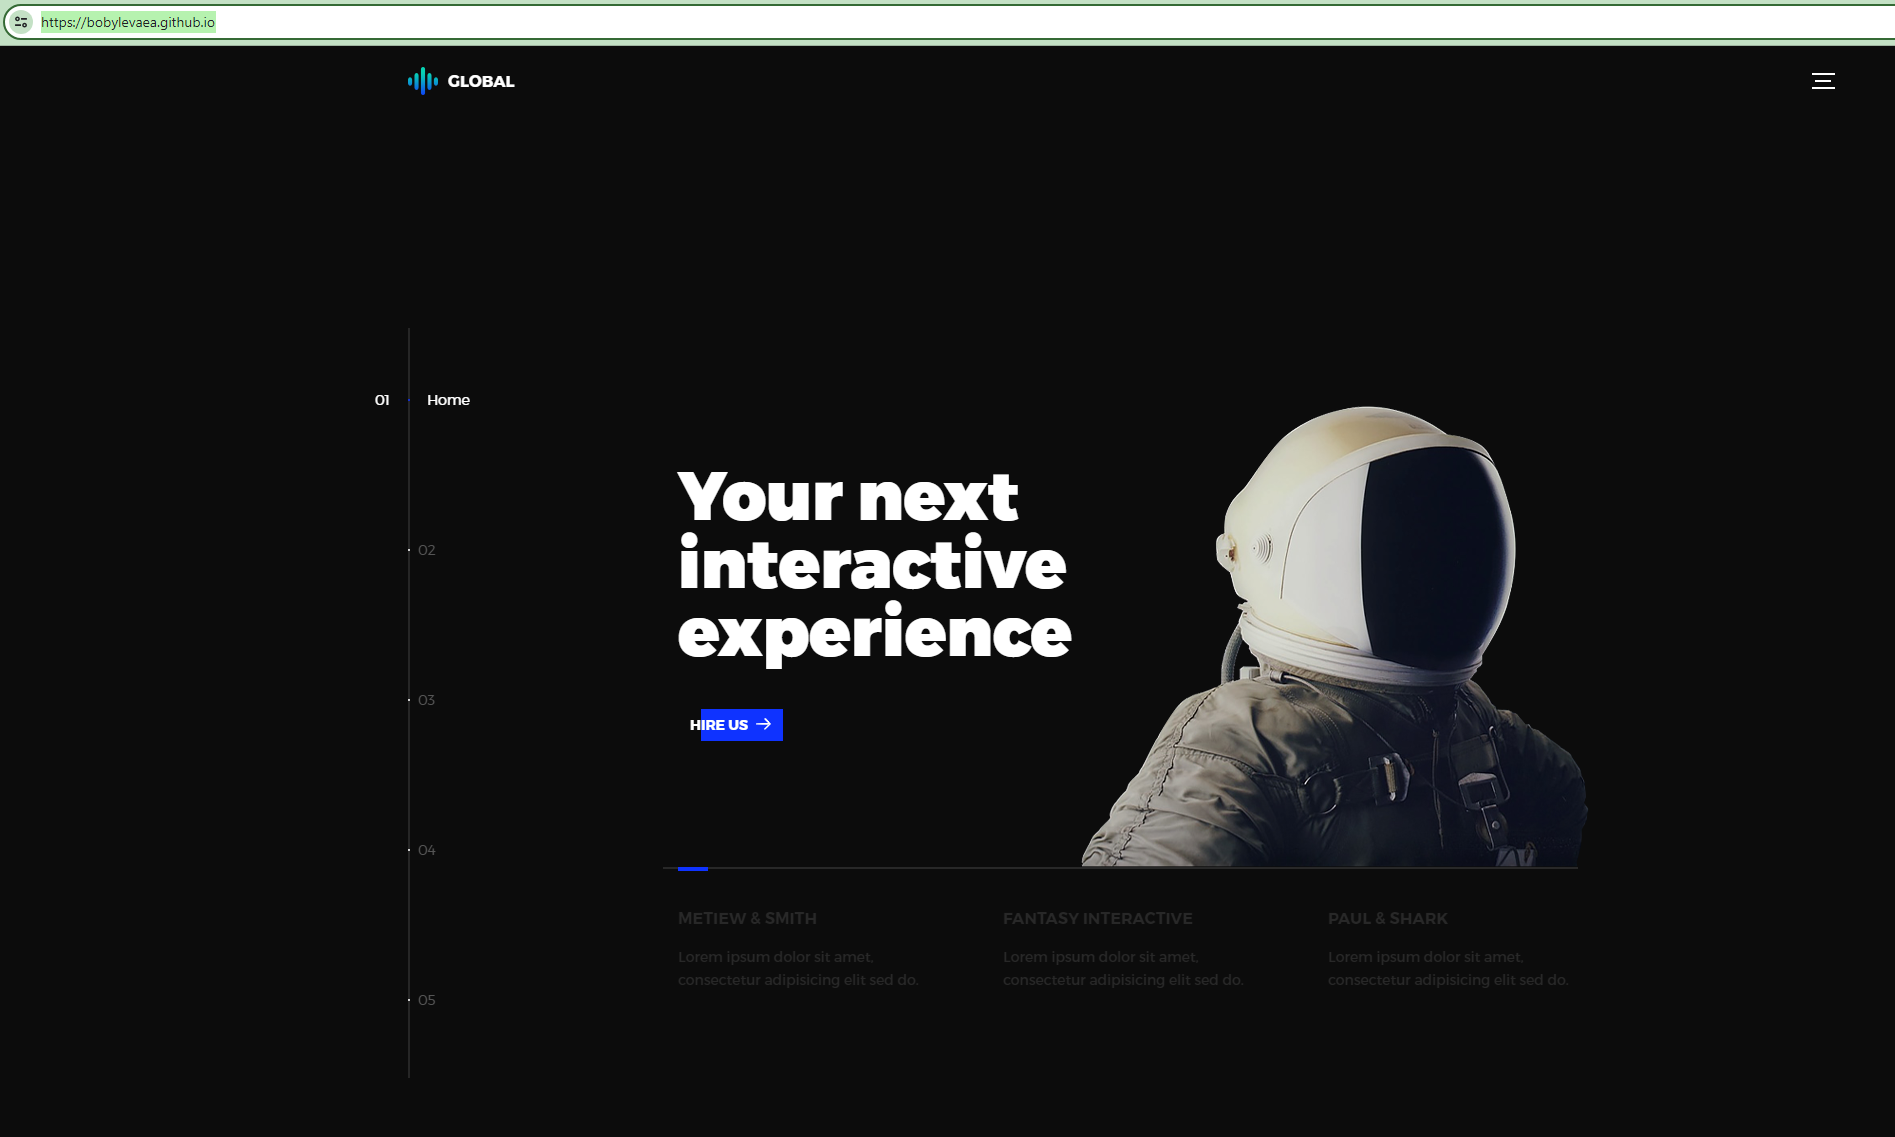 https://bobylevaea.github.io
GLOBAL
01 Home
02
03
04
05
Your next
interactive
experience
HIRE US
METIEW & SMITH
Lorem ipsum dolor sit amet,
consectetur adipisicing elit sed do.
FANTASY INTERACTIVE
Lorem ipsum dolor sit amet,
consectetur adipisicing elit sed do.
PAUL & SHARK
Lorem ipsum dolor sit amet,
consectetur adipisicing elit sed do.